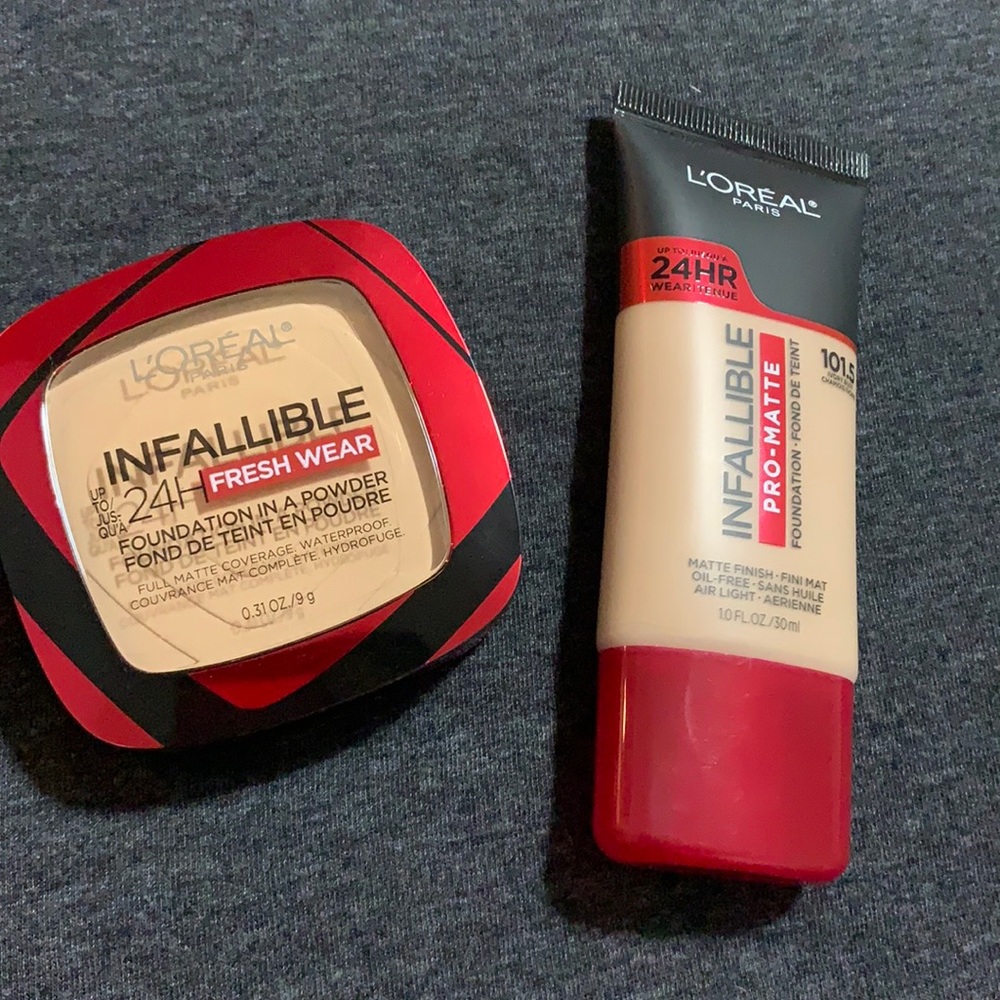 L'ORÉAL®
PARIS
INFALLIBLE
UP TO/ JUS- QU'À
24H FRESH WEAR
FOUNDATION IN A POWDER
FOND DE TEINT EN POUDRE
FULL MATTE COVERAGE. WATERPROOF
COUVRANCE MAT COMPLÈTE. HYDROFUGE.
0.31 OZ./9 g
L'ORÉAL®
PARIS
24HR
WEAR/TENUE
101.5
INFALLIBLE
PRO-MATTE
FOUNDATION • FOND DE TEINT
MATTE FINISH • FINI MAT
OIL-FREE • SANS HUILE
AIR LIGHT • AERIENNE
1.0 FL.OZ./30ml